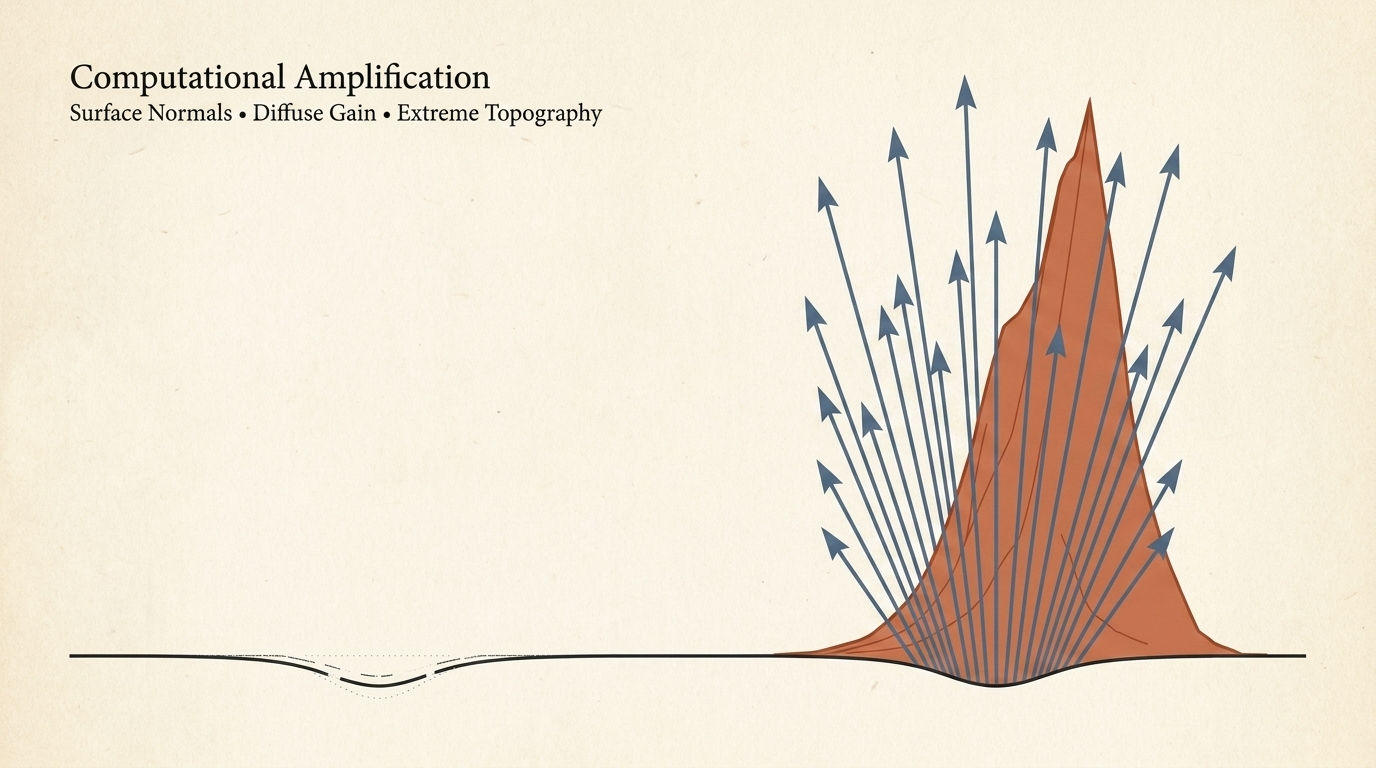 Computational Amplification
Surface Normals • Diffuse Gain • Extreme Topography